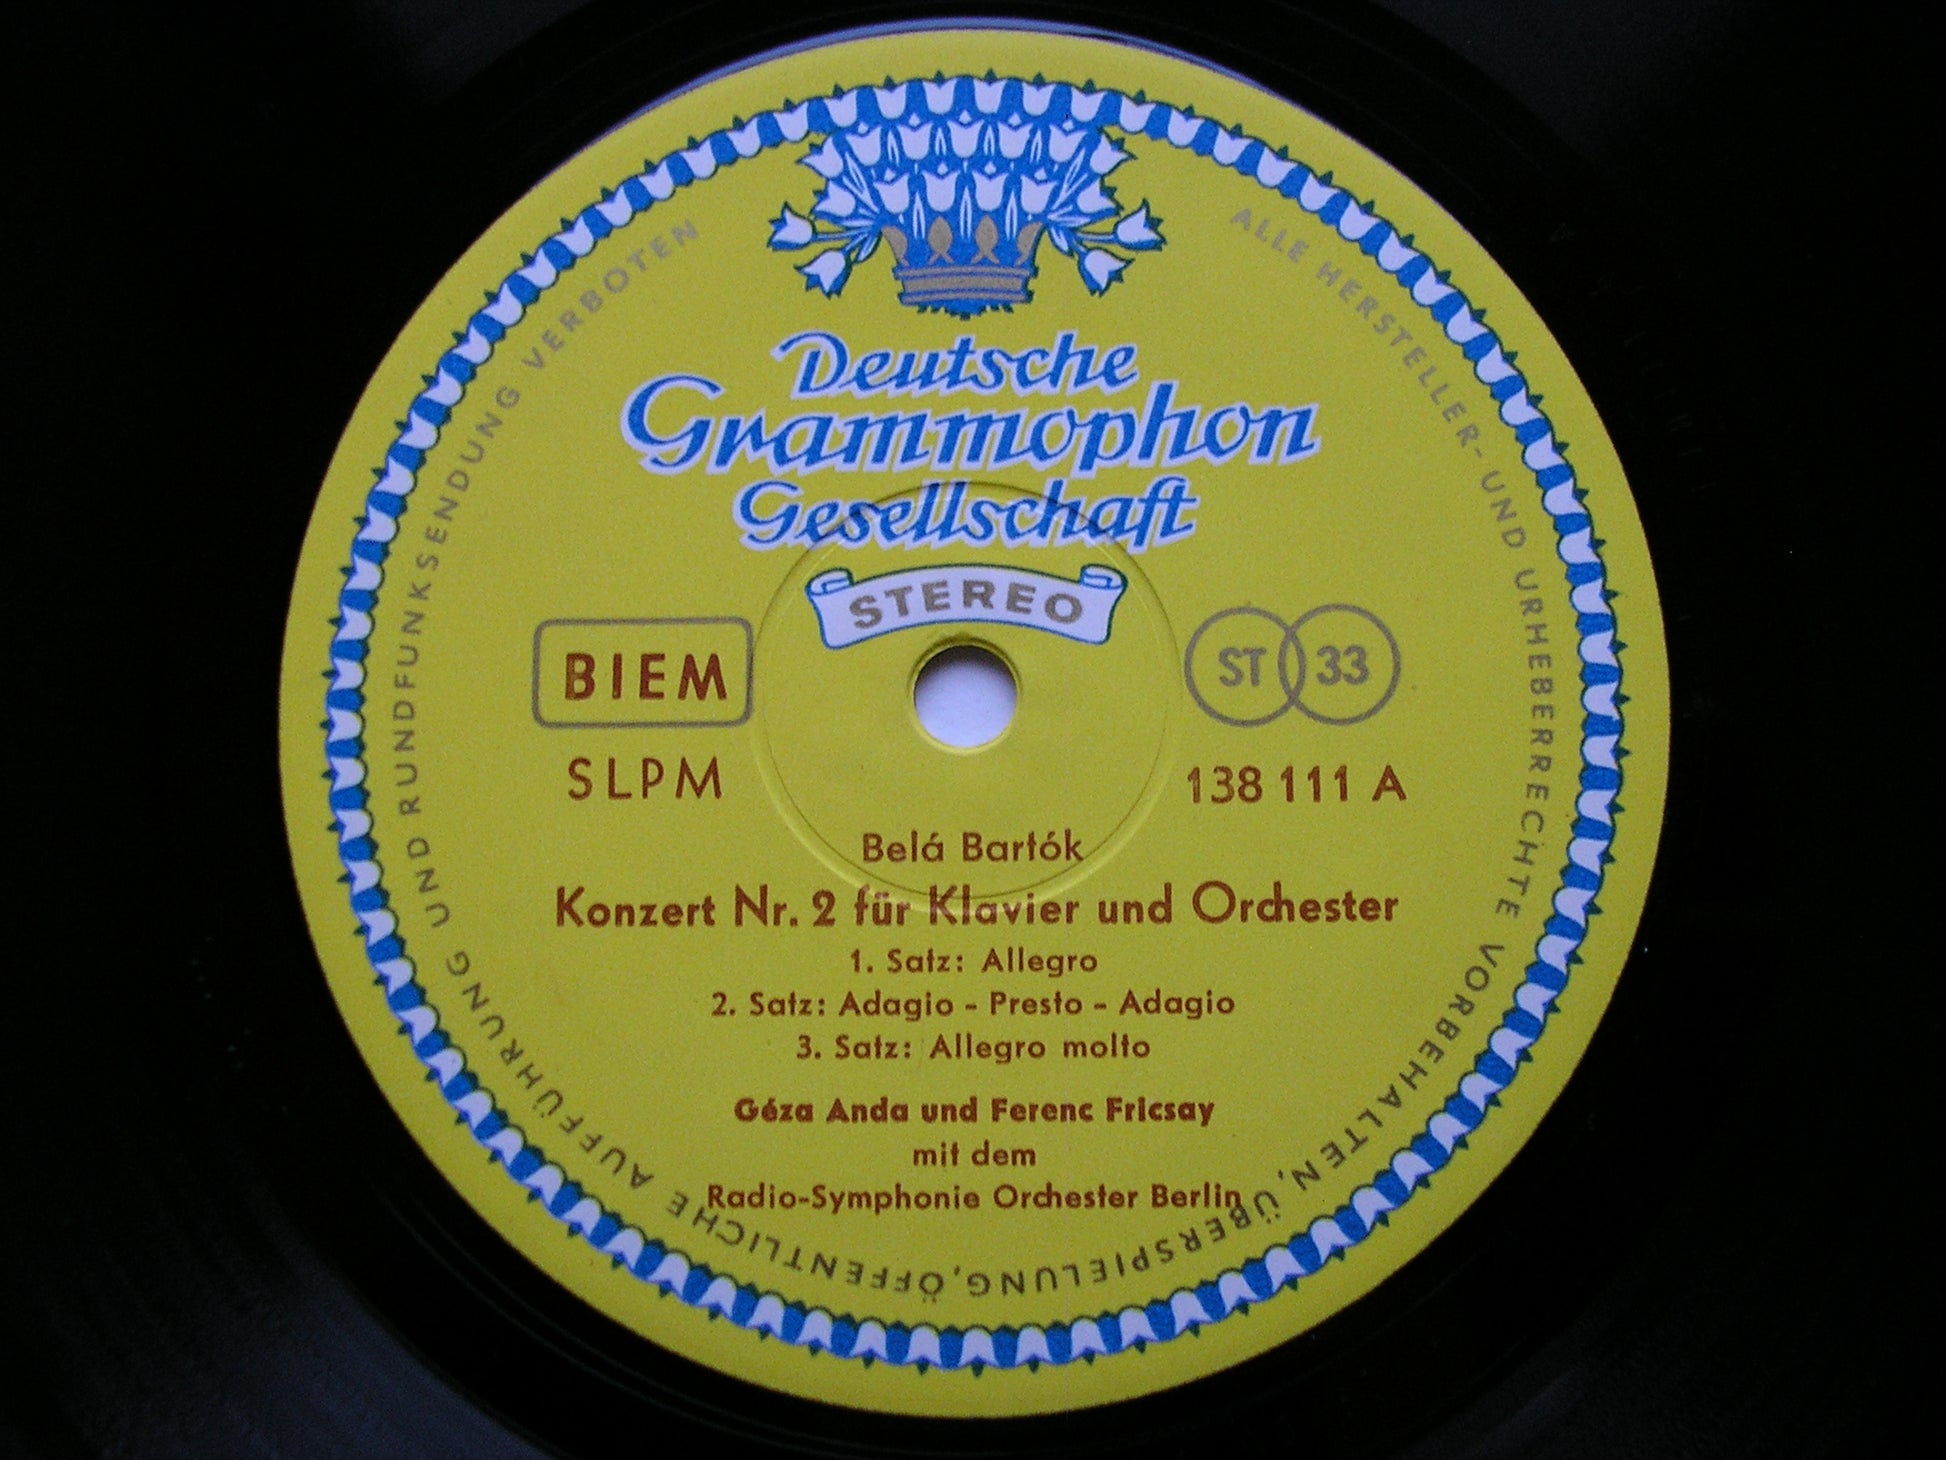 Deutsche
Grammophon
Gesellschaft
STEREO
BIEM
ST 33
SLPM
138 111 A
Belá Bartók
Konzert Nr. 2 für Klavier und Orchester
1. Satz: Allegro
2. Satz: Adagio - Presto - Adagio
3. Satz: Allegro molto
Géza Anda und Ferenc Fricsay
mit dem
Radio-Symphonie Orchester Berlin
ALLE HERSTELLER- UND URHEBERRECHTE VORBEHALTEN, ÜBERSPIELUNG, ÖFFENTLICHE AUFFÜHRUNG UND RUNDFUNKSENDUNG VERBOTEN